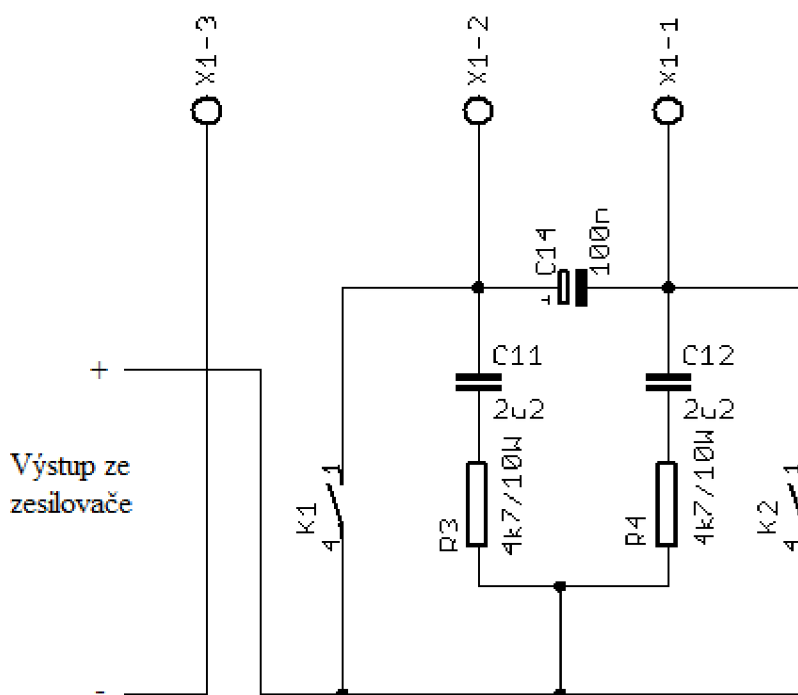 X1-3
X1-2
X1-1
C14
100n
+
C11
2u2
C12
2u2
Výstup ze
zesilovače
K1
1
4
R3
4k7/10W
R4
4k7/10W
K2
1
4
-